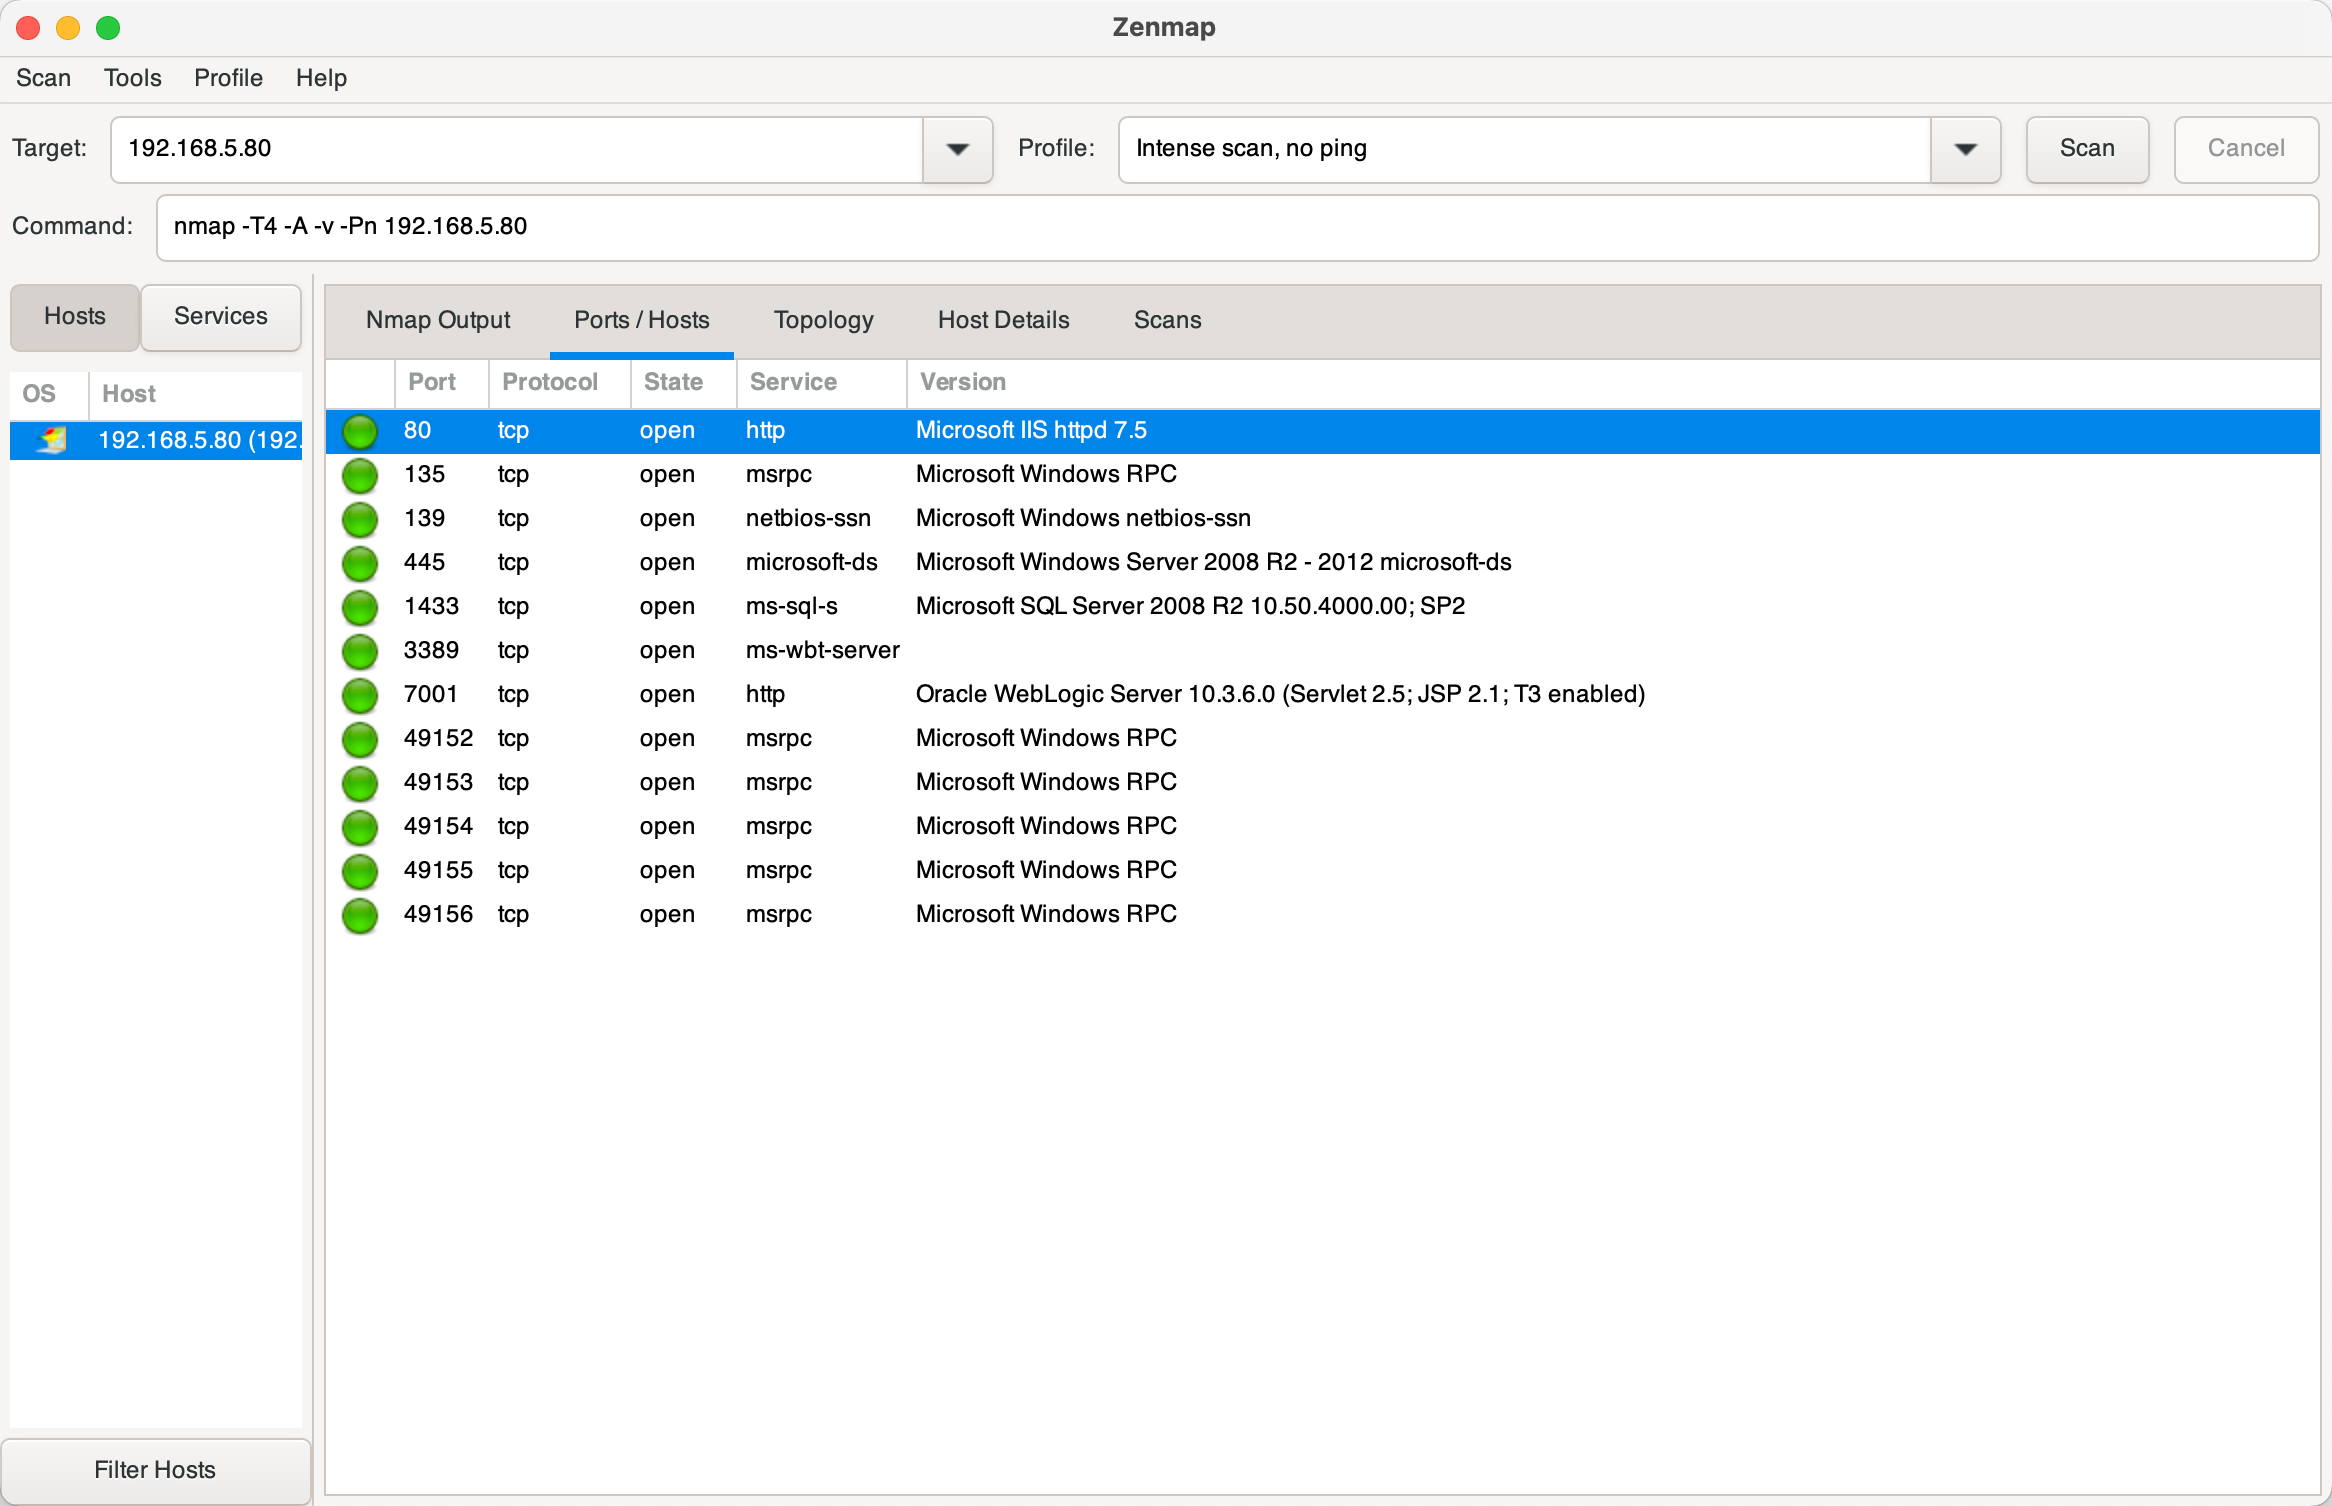 Zenmap
Scan Tools Profile Help
Target: 192.168.5.80 Profile: Intense scan, no ping Scan Cancel
Command: nmap -T4 -A -v -Pn 192.168.5.80
Hosts Services
OS Host
192.168.5.80 (192.
Filter Hosts
Nmap Output Ports / Hosts Topology Host Details Scans
Port Protocol State Service Version
80 tcp open http Microsoft IIS httpd 7.5
135 tcp open msrpc Microsoft Windows RPC
139 tcp open netbios-ssn Microsoft Windows netbios-ssn
445 tcp open microsoft-ds Microsoft Windows Server 2008 R2 - 2012 microsoft-ds
1433 tcp open ms-sql-s Microsoft SQL Server 2008 R2 10.50.4000.00; SP2
3389 tcp open ms-wbt-server
7001 tcp open http Oracle WebLogic Server 10.3.6.0 (Servlet 2.5; JSP 2.1; T3 enabled)
49152 tcp open msrpc Microsoft Windows RPC
49153 tcp open msrpc Microsoft Windows RPC
49154 tcp open msrpc Microsoft Windows RPC
49155 tcp open msrpc Microsoft Windows RPC
49156 tcp open msrpc Microsoft Windows RPC